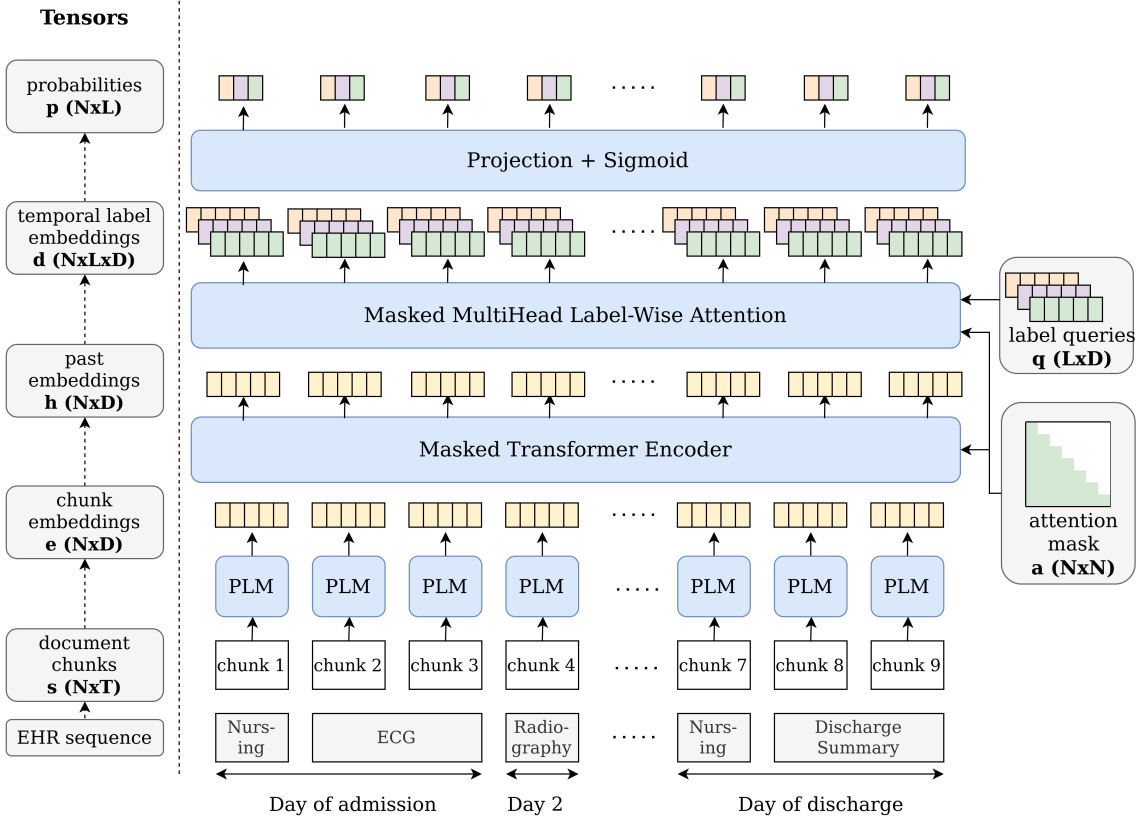 Tensors
probabilities
p (NxL)
temporal label
embeddings
d (NxLxD)
past
embeddings
h (NxD)
chunk
embeddings
e (NxD)
document
chunks
s (NxT)
EHR sequence
.....
Projection + Sigmoid
.....
Masked MultiHead Label-Wise Attention
.....
Masked Transformer Encoder
.....
PLM
PLM
PLM
PLM
.....
PLM
PLM
PLM
chunk 1
chunk 2
chunk 3
chunk 4
.....
chunk 7
chunk 8
chunk 9
Nurs-
ing
ECG
Radio-
graphy
.....
Nurs-
ing
Discharge
Summary
Day of admission
Day 2
Day of discharge
label queries
q (LxD)
attention
mask
a (NxN)